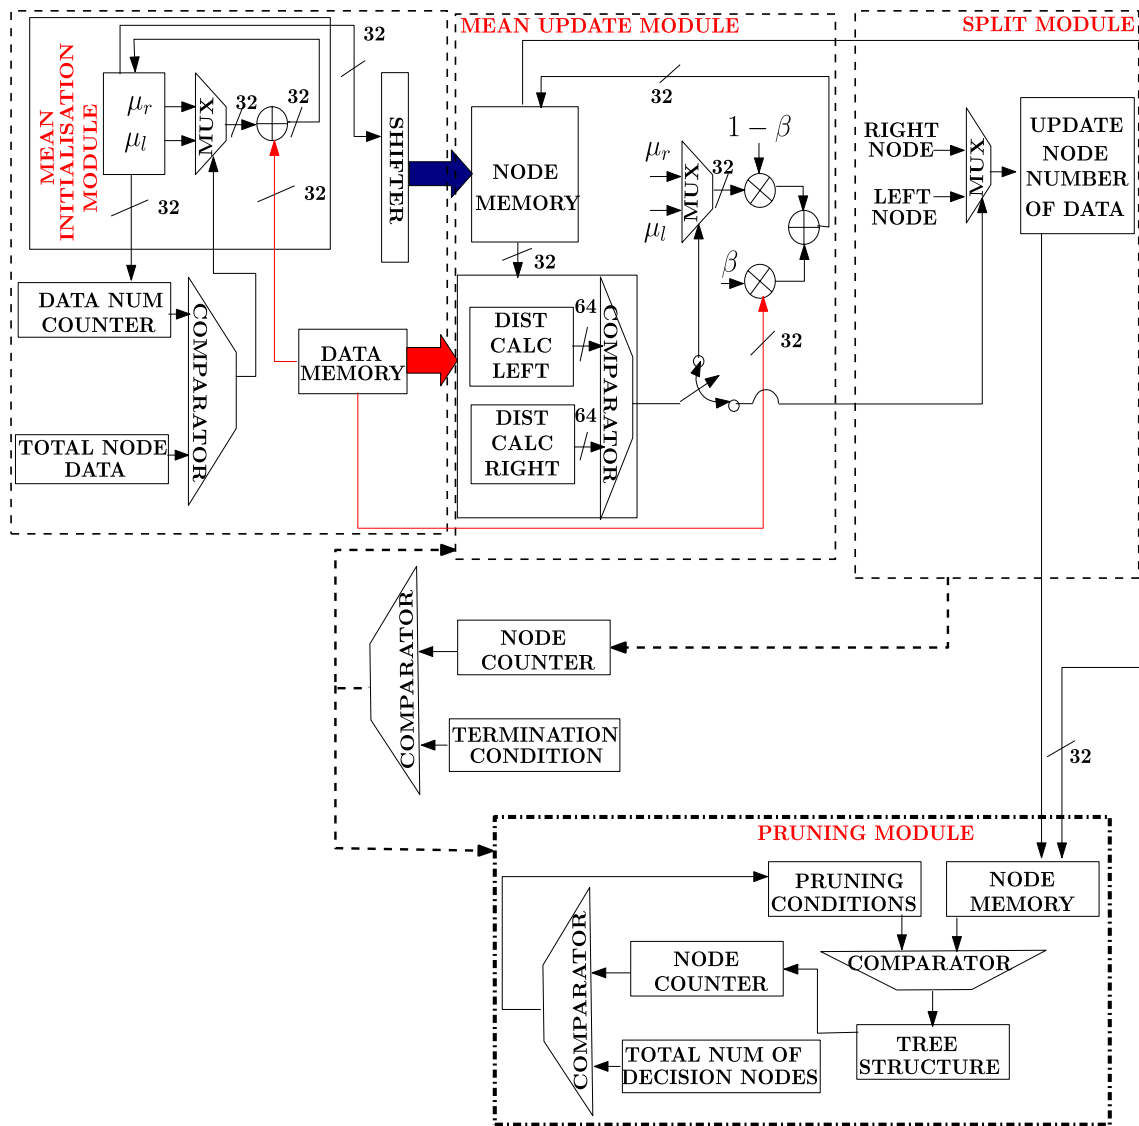 MEAN
INITIALISATION
MODULE
μr
μl
MUX
32
32
32
32
32
SHIFTER
DATA NUM
COUNTER
TOTAL NODE
DATA
COMPARATOR
DATA
MEMORY
MEAN UPDATE MODULE
NODE
MEMORY
32
32
DIST
CALC
LEFT
64
DIST
CALC
RIGHT
64
COMPARATOR
μr
μl
MUX
32
1 − β
β
32
SPLIT MODULE
RIGHT
NODE
LEFT
NODE
MUX
UPDATE
NODE
NUMBER
OF DATA
COMPARATOR
NODE
COUNTER
TERMINATION
CONDITION
32
PRUNING MODULE
PRUNING
CONDITIONS
NODE
MEMORY
COMPARATOR
NODE
COUNTER
COMPARATOR
TREE
STRUCTURE
TOTAL NUM OF
DECISION NODES